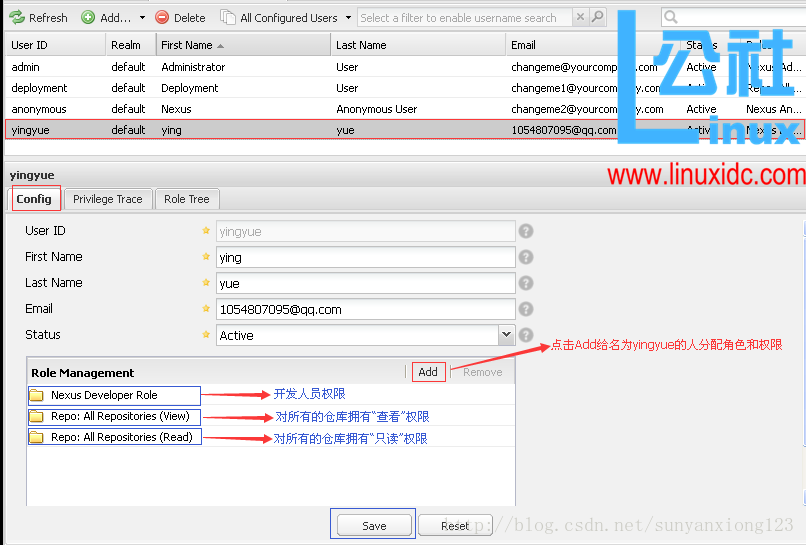 Refresh Add... Delete All Configured Users Select a filter to enable username search
User ID Realm First Name Last Name Email Status
admin default Administrator User changeme@yourcompany.com Active Nexus Ad...
deployment default Deployment User changeme1@yourcompany.com Active Repo: All...
anonymous default Nexus Anonymous User changeme2@yourcompany.com Active Nexus An...
yingyue default ying yue 1054807095@qq.com Active
公社
Linux
www.linuxidc.com
yingyue
Config Privilege Trace Role Tree
User ID yingyue
First Name ying
Last Name yue
Email 1054807095@qq.com
Status Active
点击Add给名为yingyue的人分配角色和权限
Role Management Add Remove
Nexus Developer Role 开发人员权限
Repo: All Repositories (View) 对所有的仓库拥有“查看”权限
Repo: All Repositories (Read) 对所有的仓库拥有“只读”权限
Save Reset
http://blog.csdn.net/sunyanxiong123